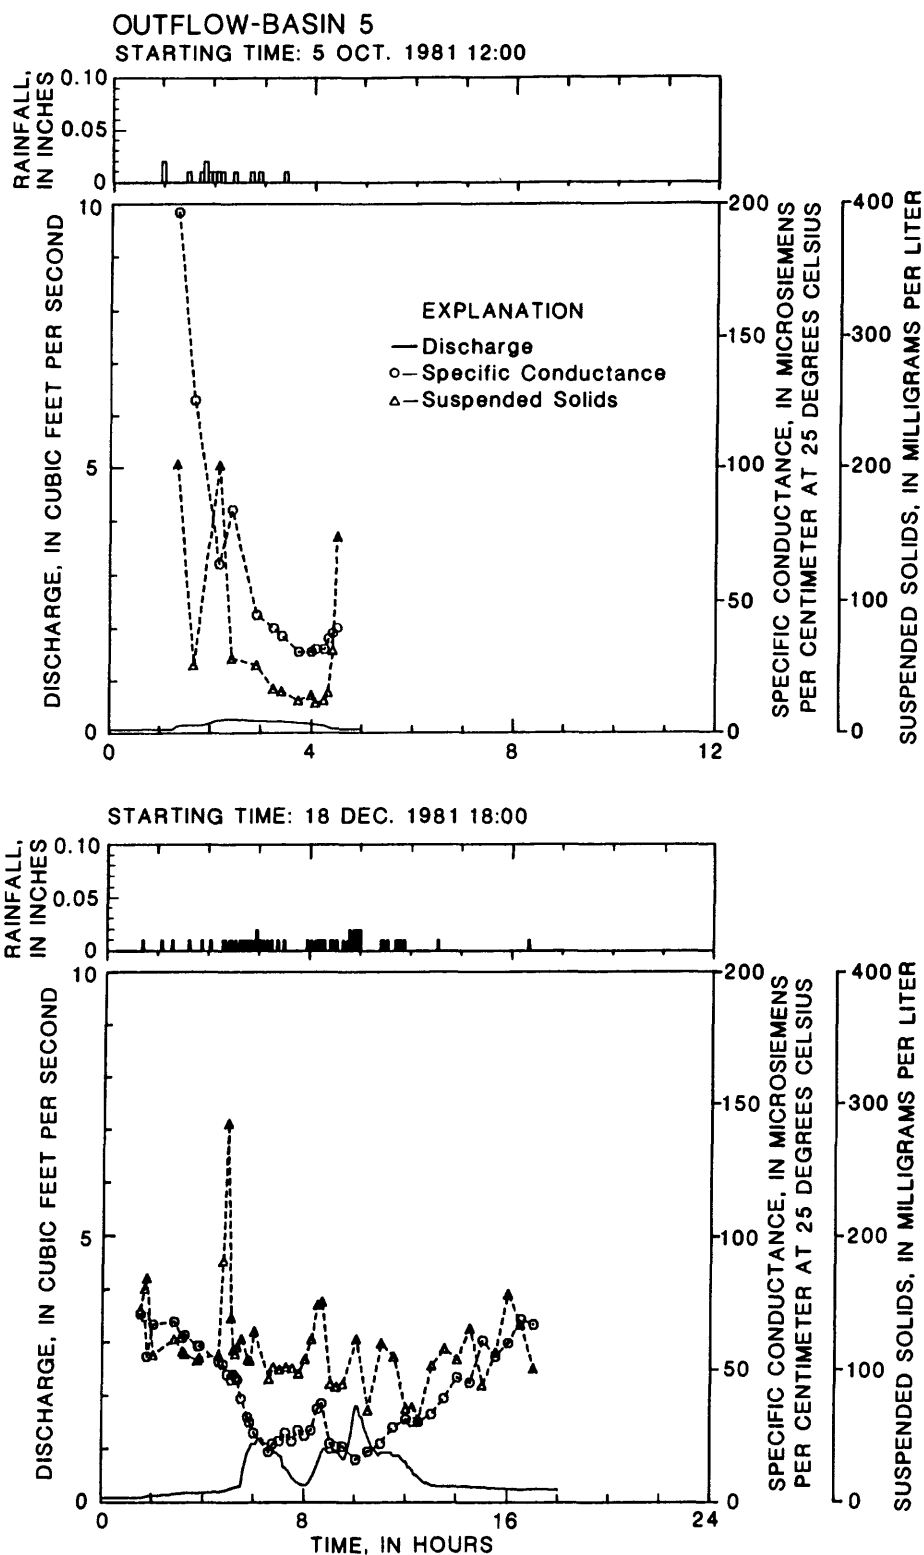 OUTFLOW-BASIN 5
STARTING TIME: 5 OCT. 1981 12:00
RAINFALL,
IN INCHES
0.10
0.05
0
DISCHARGE, IN CUBIC FEET PER SECOND
10
5
0
EXPLANATION
Discharge
Specific Conductance
Suspended Solids
200
150
100
50
0
SPECIFIC CONDUCTANCE, IN MICROSIEMENS
PER CENTIMETER AT 25 DEGREES CELSIUS
400
300
200
100
0
SUSPENDED SOLIDS, IN MILLIGRAMS PER LITER
0 4 8 12
STARTING TIME: 18 DEC. 1981 18:00
RAINFALL,
IN INCHES
0.10
0.05
0
DISCHARGE, IN CUBIC FEET PER SECOND
10
5
0
200
150
100
50
0
SPECIFIC CONDUCTANCE, IN MICROSIEMENS
PER CENTIMETER AT 25 DEGREES CELSIUS
400
300
200
100
0
SUSPENDED SOLIDS, IN MILLIGRAMS PER LITER
0 8 16 24
TIME, IN HOURS